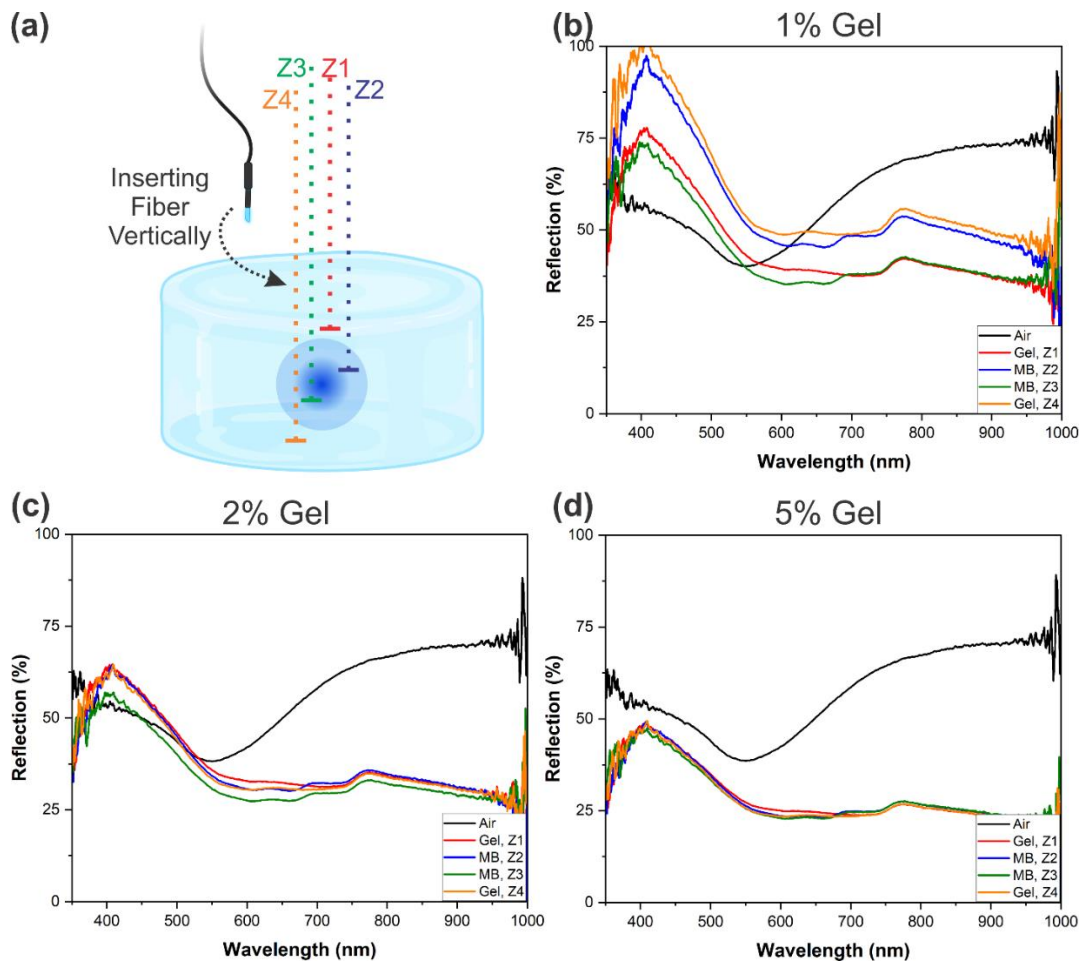 (a)
Z3
Z1
Z4
Z2
Inserting
Fiber
Vertically
(b)
1% Gel
100
75
50
25
0
Reflection (%)
400 500 600 700 800 900 1000
Wavelength (nm)
Air
Gel, Z1
MB, Z2
MB, Z3
Gel, Z4
(c)
2% Gel
100
75
50
25
0
Reflection (%)
400 500 600 700 800 900 1000
Wavelength (nm)
Air
Gel, Z1
MB, Z2
MB, Z3
Gel, Z4
(d)
5% Gel
100
75
50
25
0
Reflection (%)
400 500 600 700 800 900 1000
Wavelength (nm)
Air
Gel, Z1
MB, Z2
MB, Z3
Gel, Z4